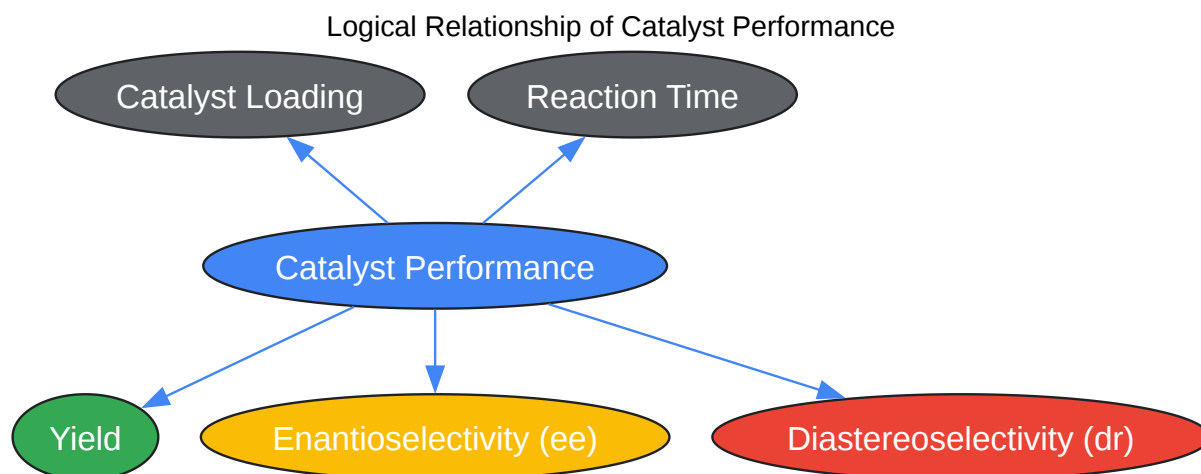 Logical Relationship of Catalyst Performance
Catalyst Loading
Reaction Time
Catalyst Performance
Yield
Enantioselectivity (ee)
Diastereoselectivity (dr)